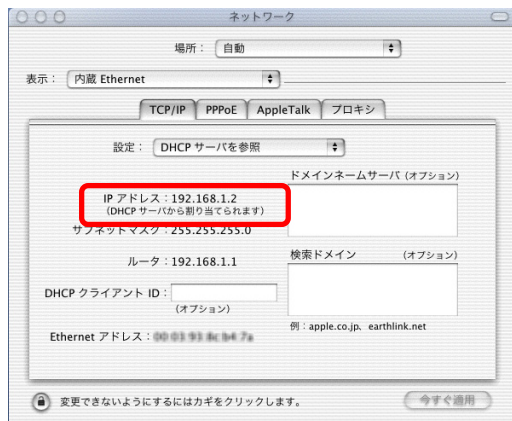 ネットワーク
場所： 自動
表示： 内蔵 Ethernet
TCP/IP PPPoE AppleTalk プロキシ
設定： DHCP サーバを参照
ドメインネームサーバ (オプション)
IP アドレス：192.168.1.2
(DHCP サーバから割り当てられます)
サブネットマスク：255.255.255.0
ルータ：192.168.1.1
検索ドメイン (オプション)
DHCP クライアント ID：
(オプション)
例：apple.co.jp、earthlink.net
Ethernet アドレス：
変更できないようにするにはカギをクリックします。
今すぐ適用